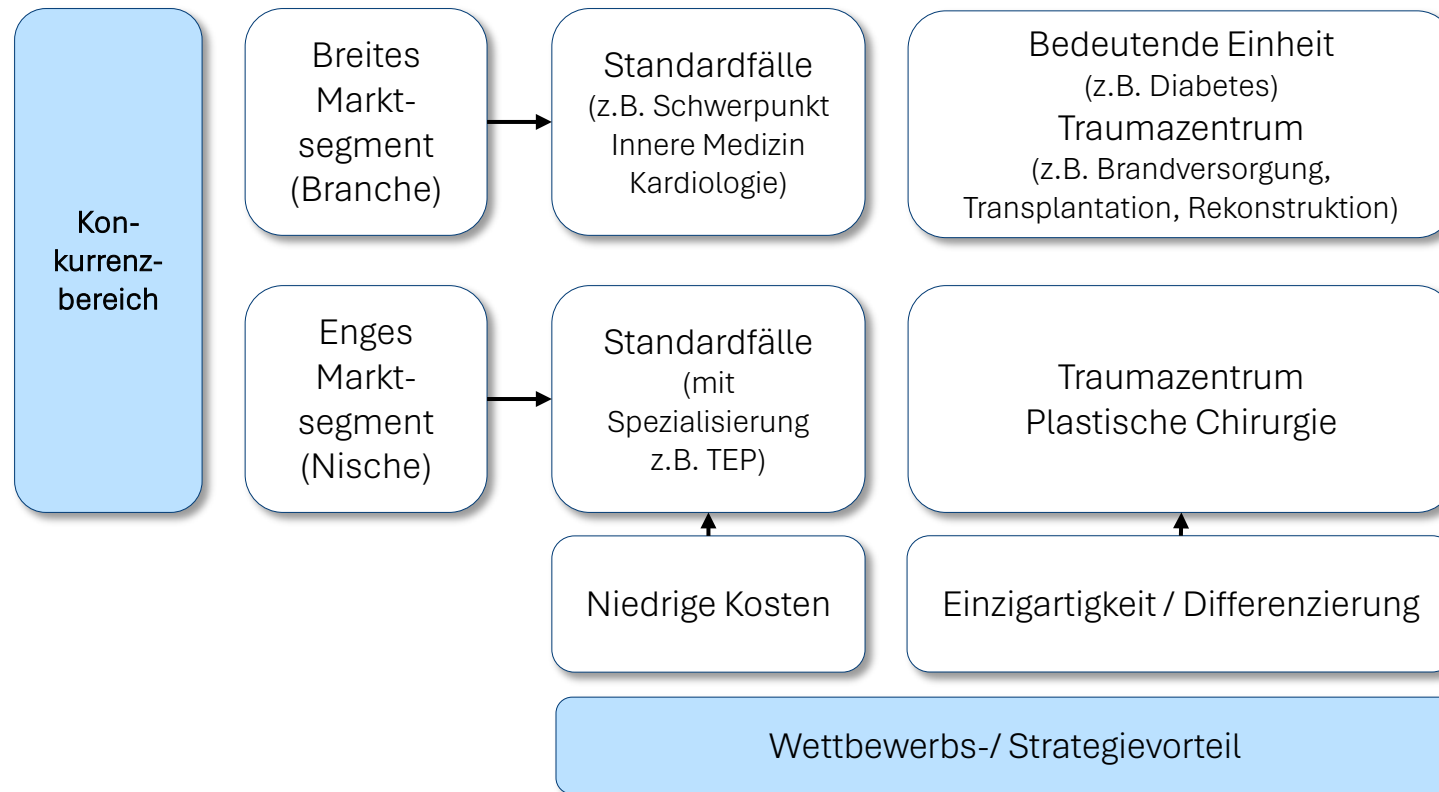 Kon-
kurrenz-
bereich
Breites
Markt-
segment
(Branche)
Standardfälle
(z.B. Schwerpunkt
Innere Medizin
Kardiologie)
Bedeutende Einheit
(z.B. Diabetes)
Traumazentrum
(z.B. Brandversorgung,
Transplantation, Rekonstruktion)
Enges
Markt-
segment
(Nische)
Standardfälle
(mit
Spezialisierung
z.B. TEP)
Traumazentrum
Plastische Chirurgie
Niedrige Kosten
Einzigartigkeit / Differenzierung
Wettbewerbs-/ Strategievorteil